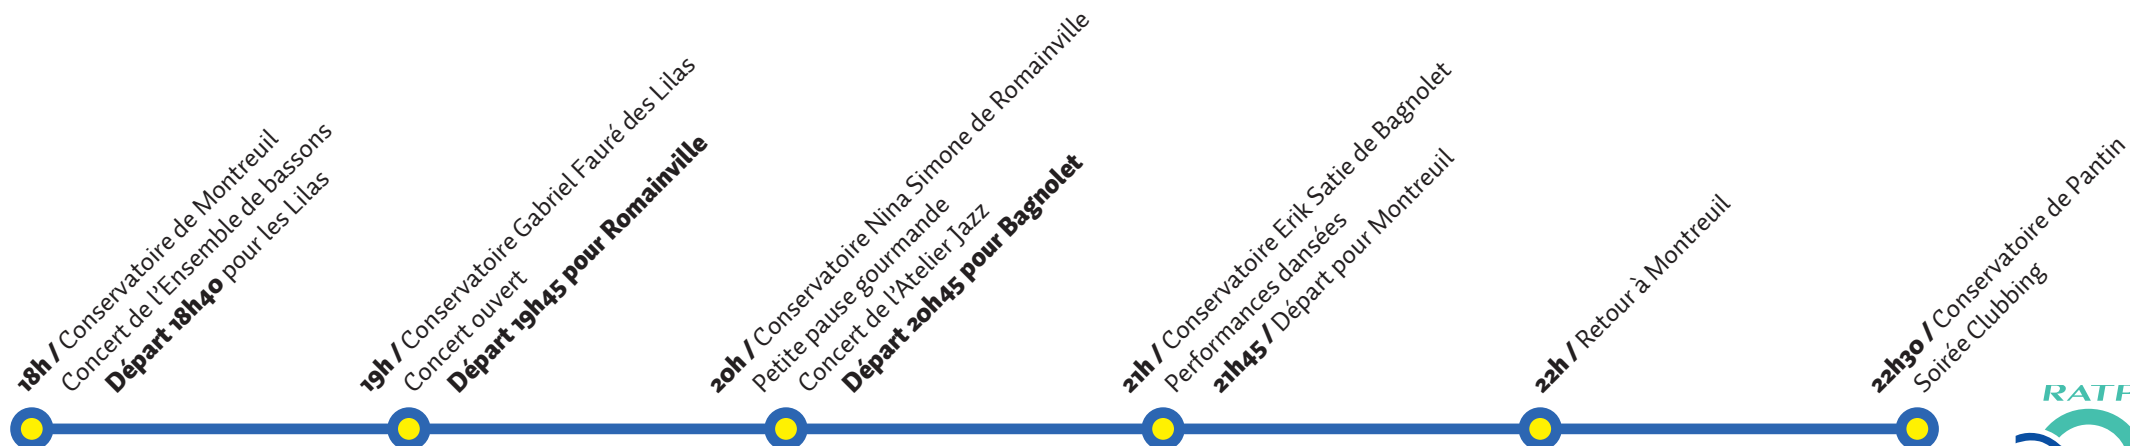 18h / Conservatoire de Montreuil
Concert de l'Ensemble de bassons
Départ 18h40 pour les Lilas
19h / Conservatoire Gabriel Fauré des Lilas
Concert ouvert
Départ 19h45 pour Romainville
20h / Conservatoire Nina Simone de Romainville
Petite pause gourmande
Concert de l'Atelier Jazz
Départ 20h45 pour Bagnolet
21h / Conservatoire Erik Satie de Bagnolet
Performances dansées
21h45 / Départ pour Montreuil
22h / Retour à Montreuil
22h30 / Conservatoire de Pantin
Soirée Clubbing
RATP